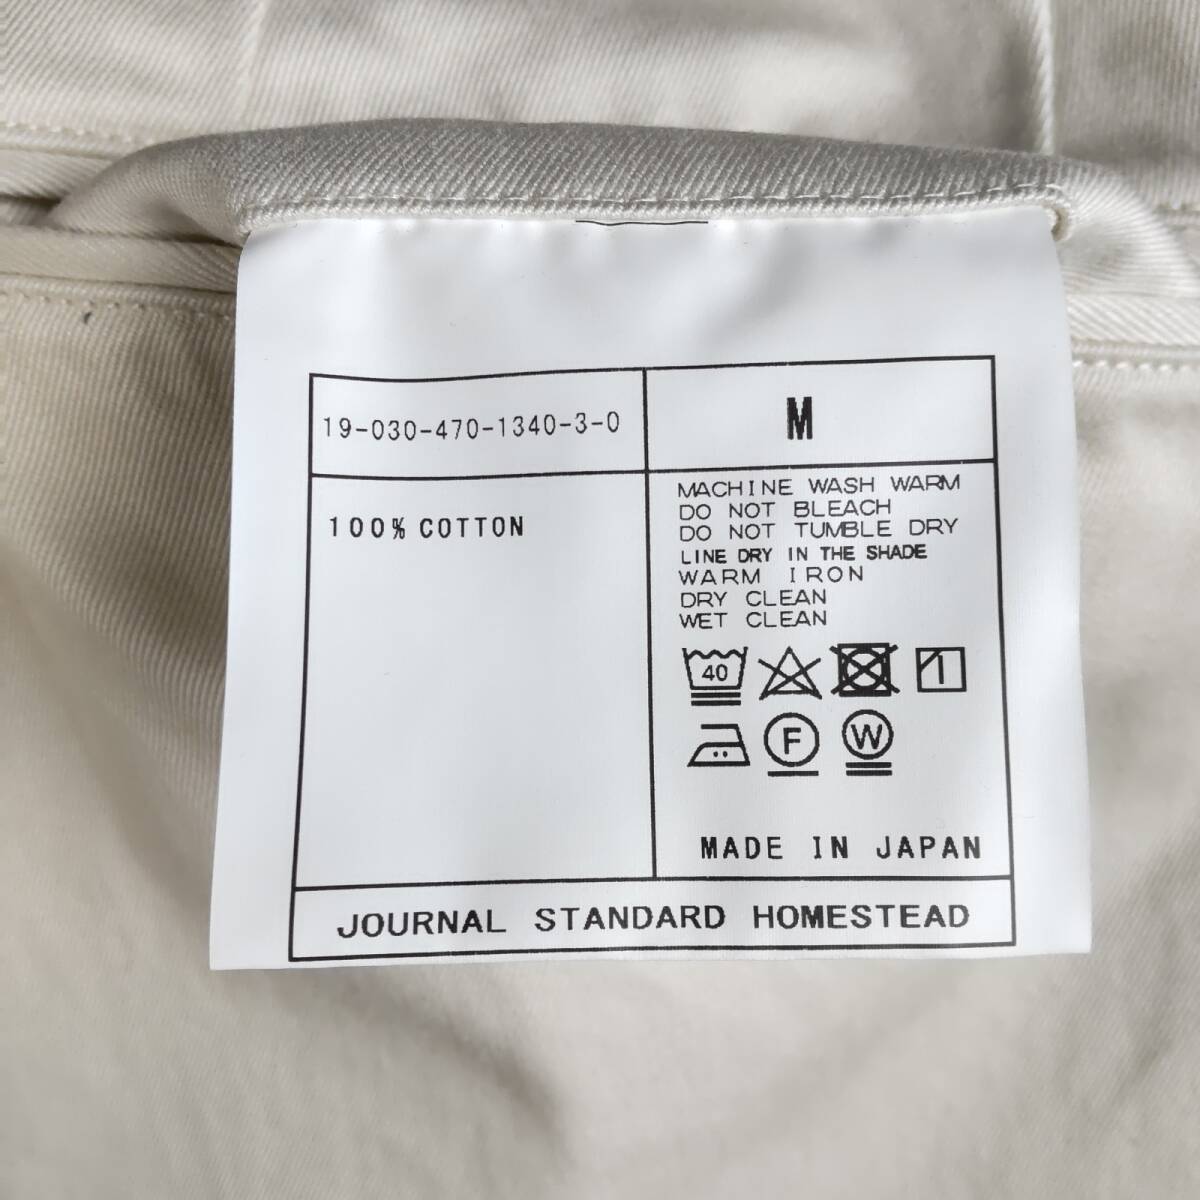 19-030-470-1340-3-0
M
100% COTTON
MACHINE WASH WARM
DO NOT BLEACH
DO NOT TUMBLE DRY
LINE DRY IN THE SHADE
WARM IRON
DRY CLEAN
WET CLEAN
40
F
W
MADE IN JAPAN
JOURNAL STANDARD HOMESTEAD